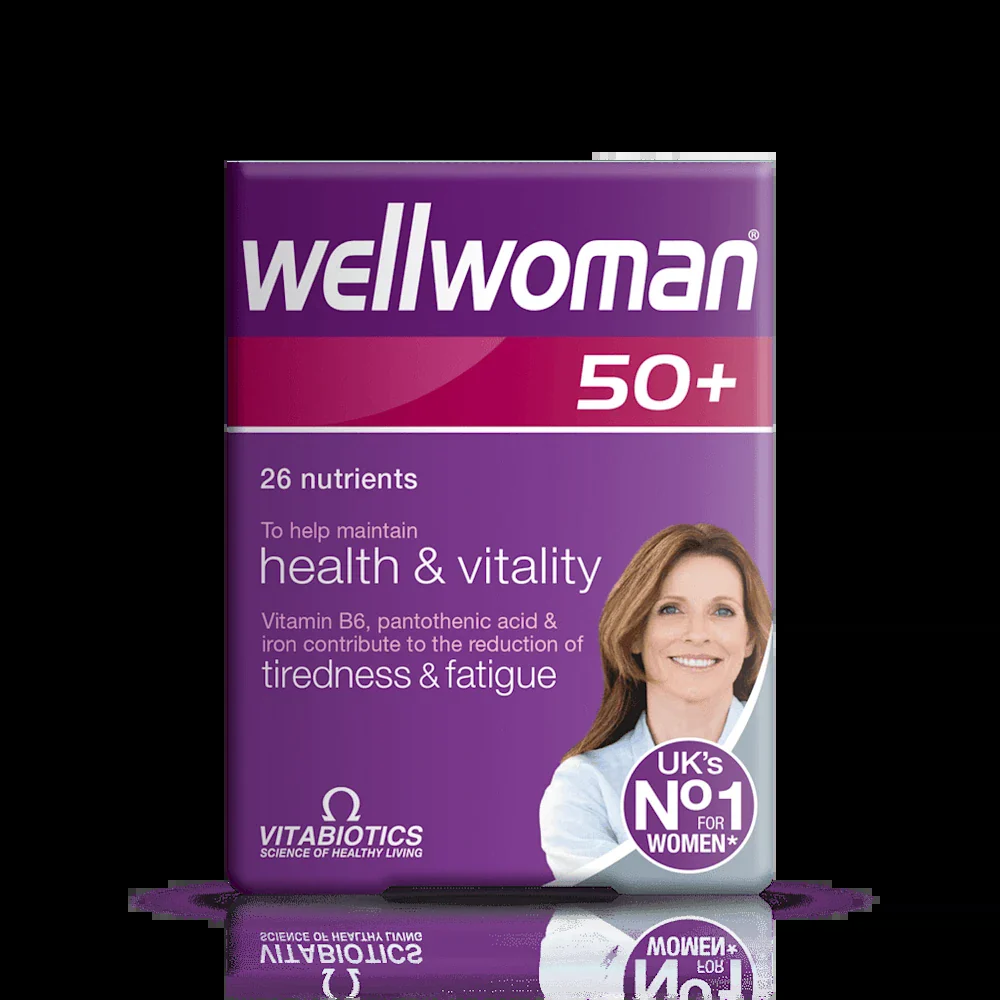 wellwoman®
50+
26 nutrients
To help maintain
health & vitality
Vitamin B6, pantothenic acid &
iron contribute to the reduction of
tiredness & fatigue
UK's
Nº1
FOR
WOMEN*
VITABIOTICS
SCIENCE OF HEALTHY LIVING